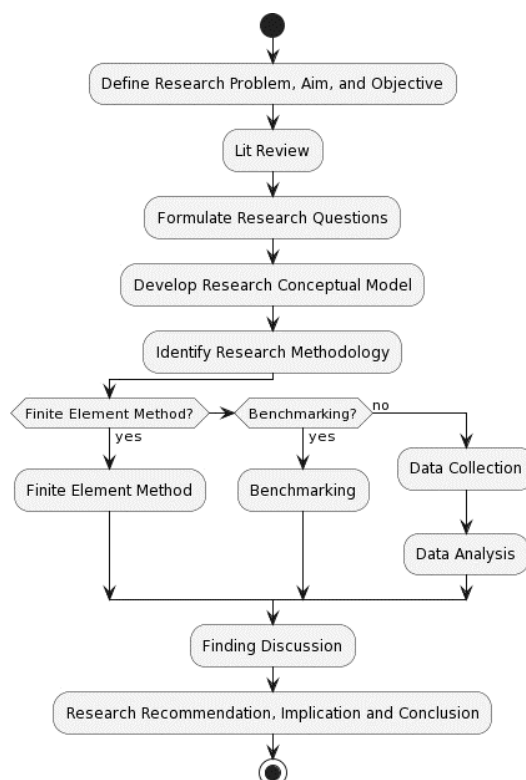 Define Research Problem, Aim, and Objective
Lit Review
Formulate Research Questions
Develop Research Conceptual Model
Identify Research Methodology
Finite Element Method?
Benchmarking?
no
yes
yes
Finite Element Method
Benchmarking
Data Collection
Data Analysis
Finding Discussion
Research Recommendation, Implication and Conclusion